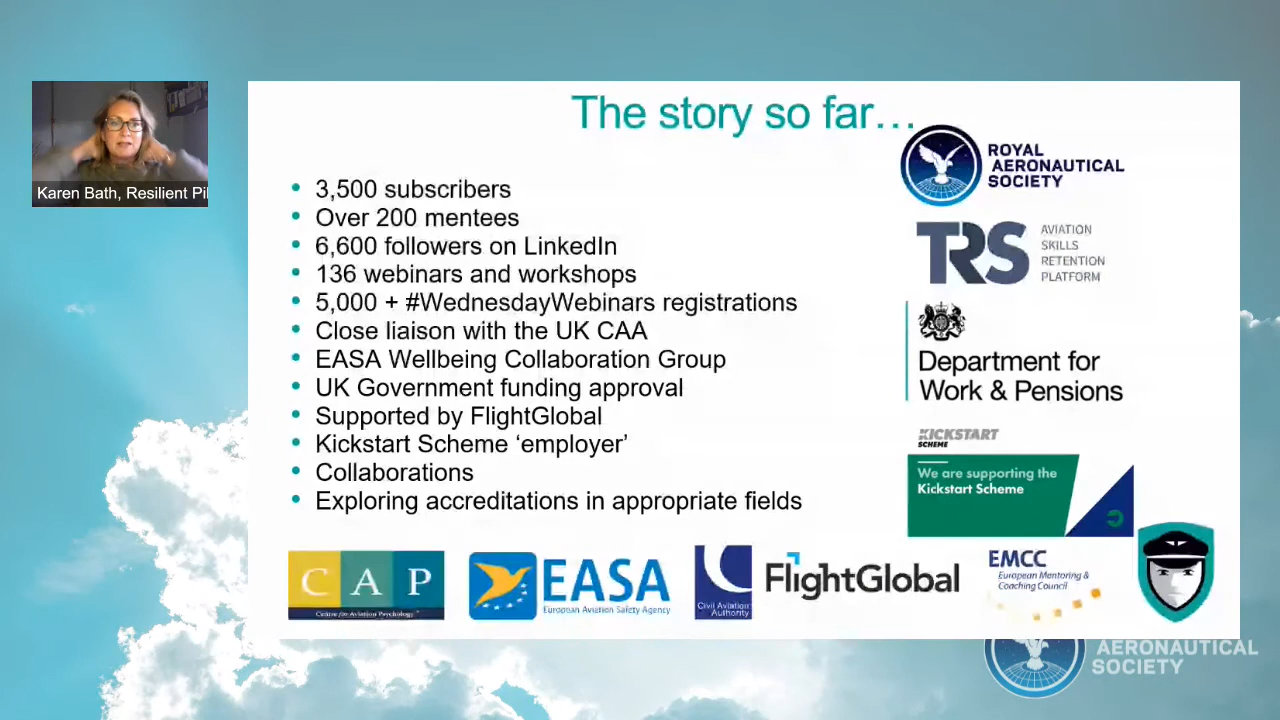 The story so far…
Karen Bath, Resilient Pil
3,500 subscribers
Over 200 mentees
6,600 followers on LinkedIn
136 webinars and workshops
5,000 + #WednesdayWebinars registrations
Close liaison with the UK CAA
EASA Wellbeing Collaboration Group
UK Government funding approval
Supported by FlightGlobal
Kickstart Scheme ‘employer’
Collaborations
Exploring accreditations in appropriate fields
ROYAL
AERONAUTICAL
SOCIETY
TRS
AVIATION
SKILLS
RETENTION
PLATFORM
Department for
Work & Pensions
KICKSTART
SCHEME
We are supporting the
Kickstart Scheme
CAP
Centre for Aviation Psychology
EASA
European Aviation Safety Agency
Civil Aviation
Authority
FlightGlobal
EMCC
European Mentoring &
Coaching Council
AERONAUTICAL
SOCIETY